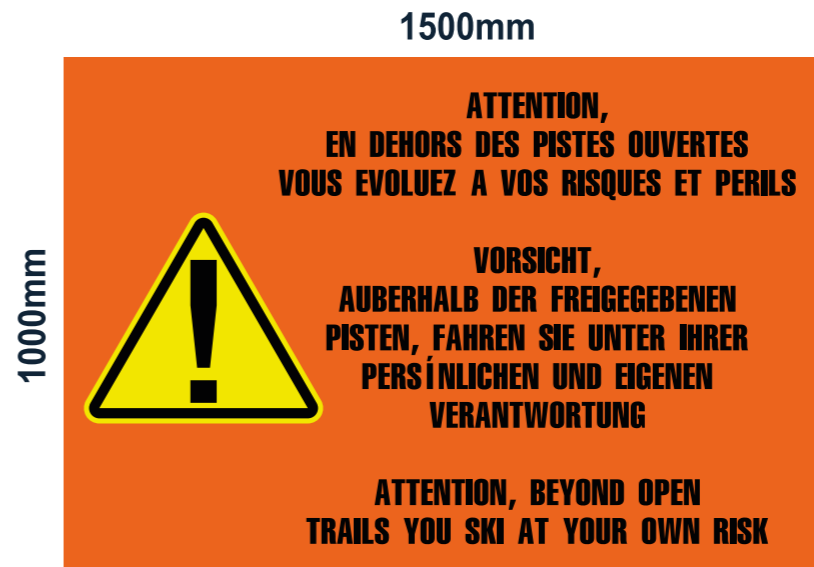 1500mm
1000mm
ATTENTION,
EN DEHORS DES PISTES OUVERTES
VOUS EVOLUEZ A VOS RISQUES ET PERILS
!
VORSICHT,
AUBERHALB DER FREIGEGEBENEN
PISTEN, FAHREN SIE UNTER IHRER
PERSÍNLICHEN UND EIGENEN
VERANTWORTUNG
ATTENTION, BEYOND OPEN
TRAILS YOU SKI AT YOUR OWN RISK